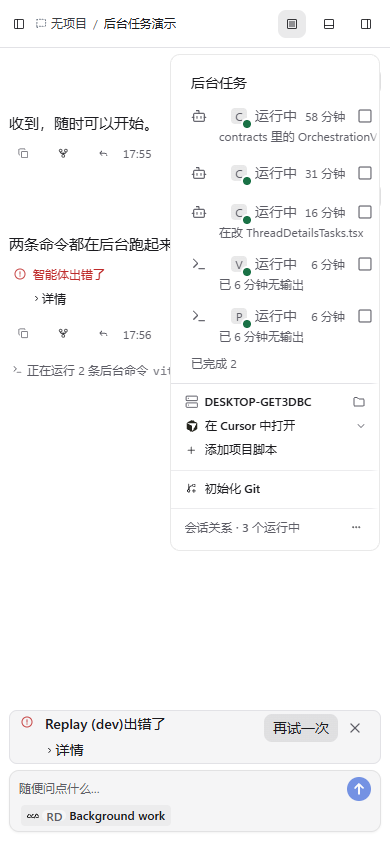 无项目 / 后台任务演示
收到，随时可以开始。
17:55
两条命令都在后台跑起来
智能体出错了
详情
17:56
正在运行 2 条后台命令 vit
后台任务
C 运行中 58 分钟
contracts 里的 OrchestrationV
C 运行中 31 分钟
C 运行中 16 分钟
在改 ThreadDetailsTasks.tsx
V 运行中 6 分钟
已 6 分钟无输出
P 运行中 6 分钟
已 6 分钟无输出
已完成 2
DESKTOP-GET3DBC
在 Cursor 中打开
添加项目脚本
初始化 Git
会话关系 · 3 个运行中
Replay (dev)出错了
再试一次
详情
随便问点什么...
RD Background work